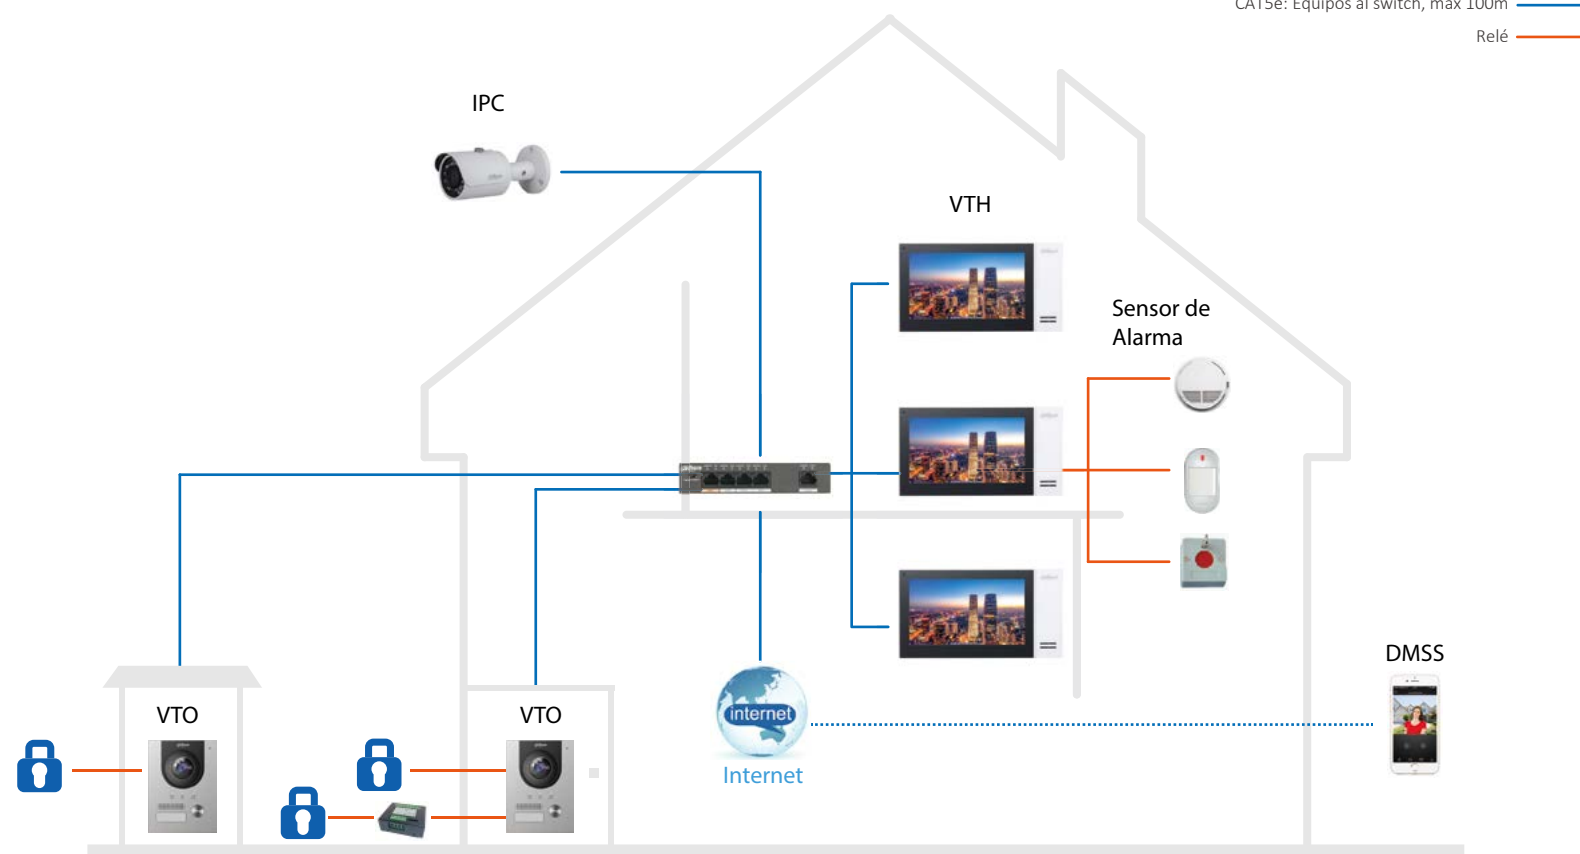 CAT5e: Equipos al switch, max 100m
Relé
IPC
VTH
Sensor de
Alarma
DMSS
VTO
VTO
internet
Internet